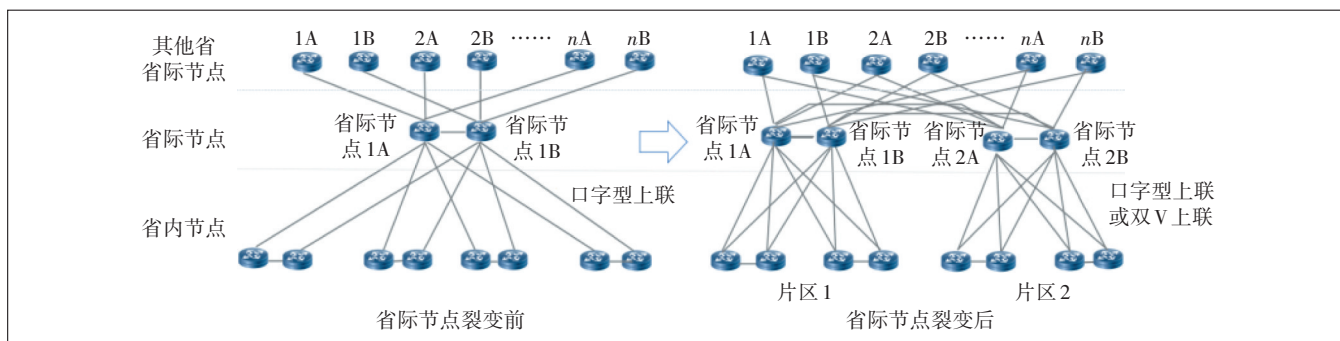 其他省
省际节点
1A 1B 2A 2B …… nA nB
1A 1B 2A 2B …… nA nB
省际节点
省际节
点 1A
省际节
点 1B
省际节
点 1A
省际节
点 1B
省际节
点 2A
省际节
点 2B
口字型上联
口字型上联
或双 V 上联
省内节点
片区 1
片区 2
省际节点裂变前
省际节点裂变后